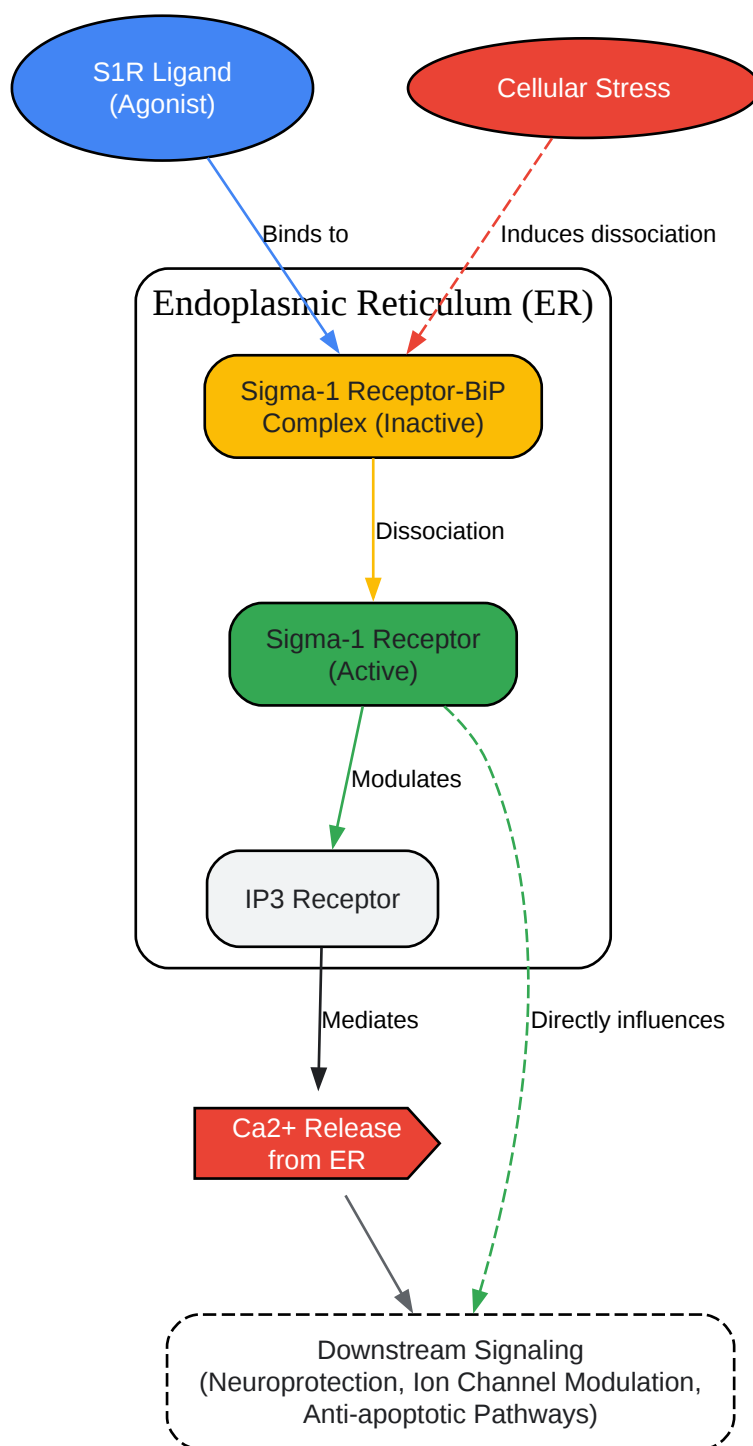 S1R Ligand
(Agonist)
Cellular Stress
Binds to
Induces dissociation
Endoplasmic Reticulum (ER)
Sigma-1 Receptor-BiP
Complex (Inactive)
Dissociation
Sigma-1 Receptor
(Active)
Modulates
IP3 Receptor
Mediates
Directly influences
Ca2+ Release
from ER
Downstream Signaling
(Neuroprotection, Ion Channel Modulation,
Anti-apoptotic Pathways)